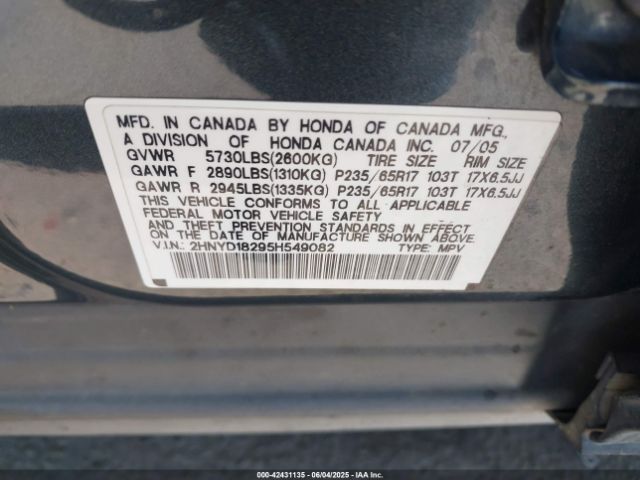 MFD. IN CANADA BY HONDA OF CANADA MFG.,
A DIVISION OF HONDA CANADA INC. 07/05
GVWR 5730LBS(2600KG) TIRE SIZE RIM SIZE
GAWR F 2890LBS(1310KG) P235/65R17 103T 17X6.5JJ
GAWR R 2945LBS(1335KG) P235/65R17 103T 17X6.5JJ
THIS VEHICLE CONFORMS TO ALL APPLICABLE
FEDERAL MOTOR VEHICLE SAFETY
AND THEFT PREVENTION STANDARDS IN EFFECT
ON THE DATE OF MANUFACTURE SHOWN ABOVE.
V.I.N.: 2HNYD18295H549082 TYPE: MPV
000-42431135 - 06/04/2025 - IAA Inc.